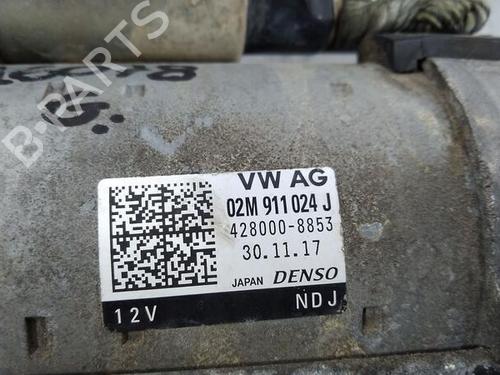 B-PARTS
VW AG
02M 911 024 J
428000-8853
30.11.17
JAPAN DENSO
12V NDJ